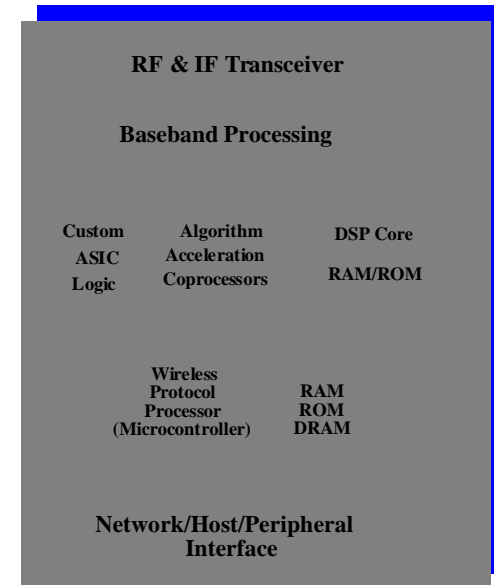 RF & IF Transceiver
Baseband Processing
Custom
ASIC
Logic
Algorithm
Acceleration
Coprocessors
DSP Core
RAM/ROM
Wireless
Protocol
Processor
(Microcontroller)
RAM
ROM
DRAM
Network/Host/Peripheral
Interface